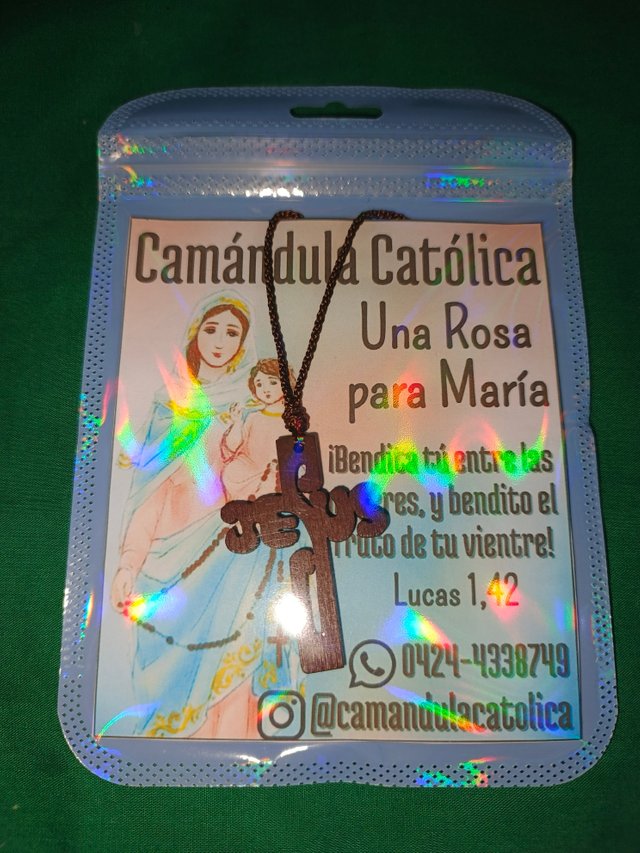 Camándula Católica
Una Rosa
para María
¡Bendita tú entre las
res, y bendito el
fruto de tu vientre!
Lucas 1,42
0424-4338749
@camandulacatolica
JESUS